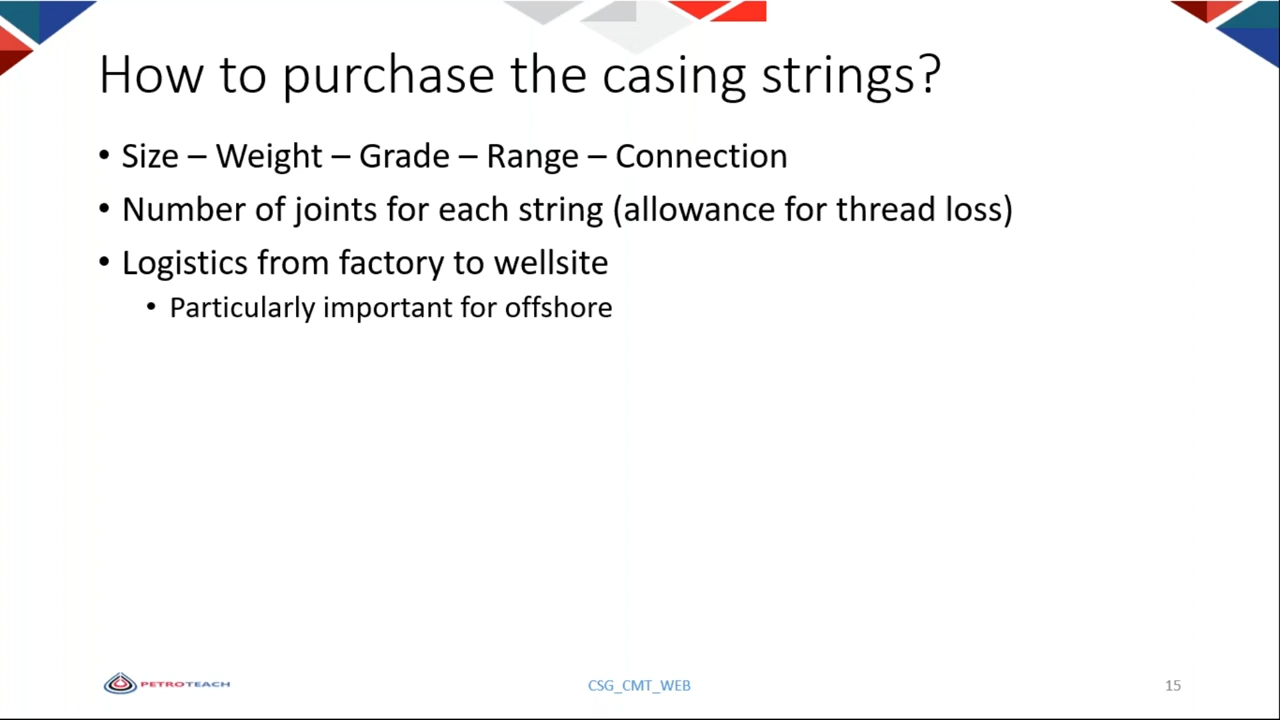 How to purchase the casing strings?
• Size – Weight – Grade – Range – Connection
• Number of joints for each string (allowance for thread loss)
• Logistics from factory to wellsite
• Particularly important for offshore
PETROTEACH
CSG_CMT_WEB
15